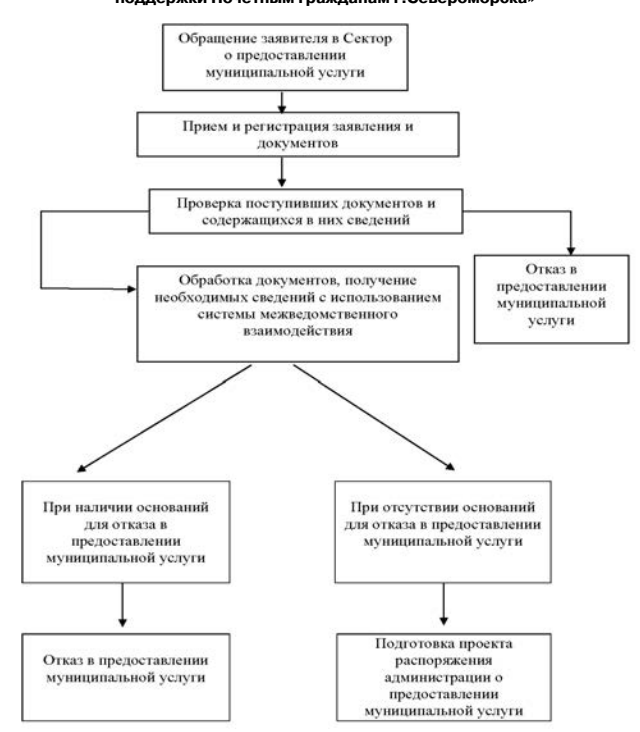 поддержки Почетным гражданам г.Североморска»
Обращение заявителя в Сектор
о предоставлении
муниципальной услуги
Прием и регистрация заявления и
документов
Проверка поступивших документов и
содержащихся в них сведений
Обработка документов, получение
необходимых сведений с использованием
системы межведомственного
взаимодействия
Отказ в
предоставлении
муниципальной
услуги
При наличии оснований
для отказа в
предоставлении
муниципальной услуги
При отсутствии оснований
для отказа в предоставлении
муниципальной услуги
Отказ в предоставлении
муниципальной услуги
Подготовка проекта
распоряжения
администрации о
предоставлении
муниципальной услуги